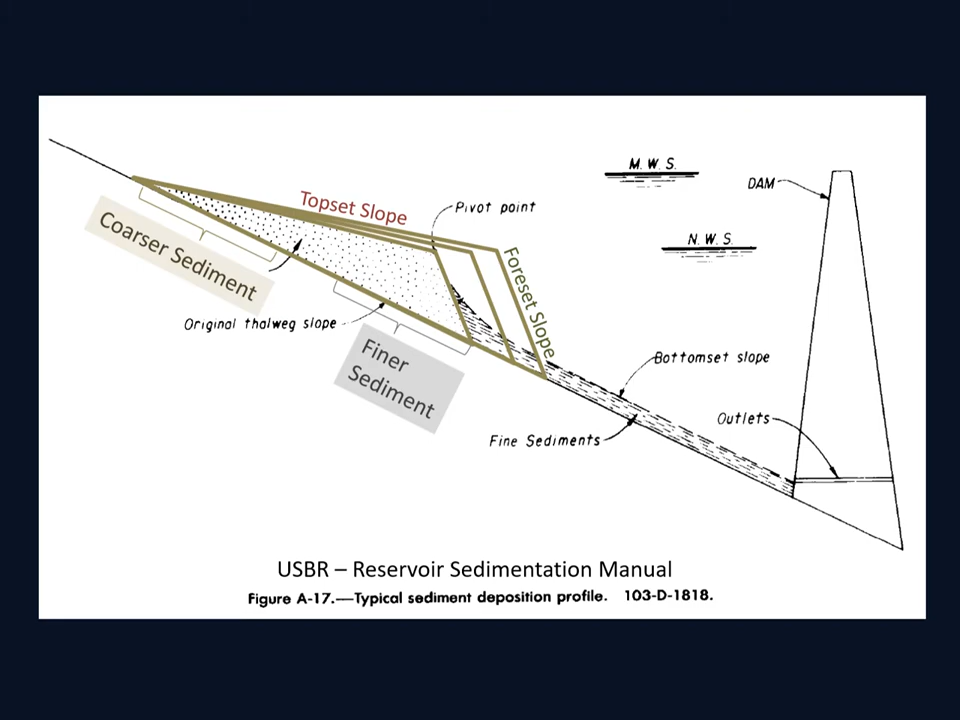 M. W. S.
DAM
Topset Slope
Pivot point
Coarser Sediment
N. W. S.
Foreset Slope
Original thalweg slope
Finer
Sediment
Bottomset slope
Outlets
Fine Sediments
USBR – Reservoir Sedimentation Manual
Figure A-17.—Typical sediment deposition profile. 103-D-1818.